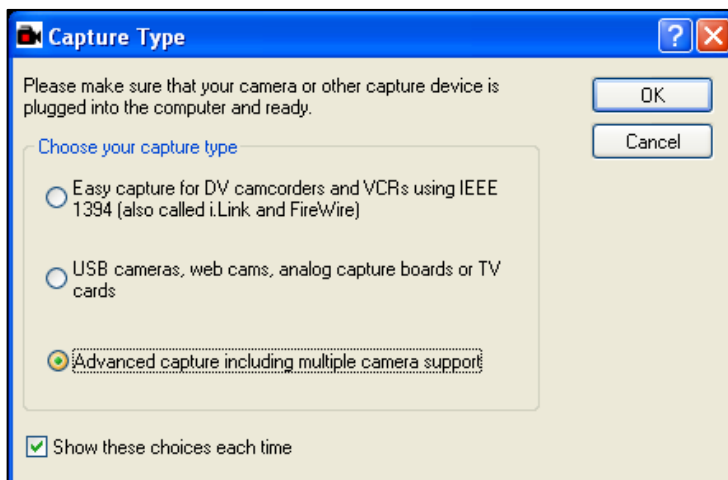 Capture Type
Please make sure that your camera or other capture device is
plugged into the computer and ready.
OK
Cancel
Choose your capture type
Easy capture for DV camcorders and VCRs using IEEE
1394 (also called i.Link and FireWire)
USB cameras, web cams, analog capture boards or TV
cards
Advanced capture including multiple camera support
Show these choices each time